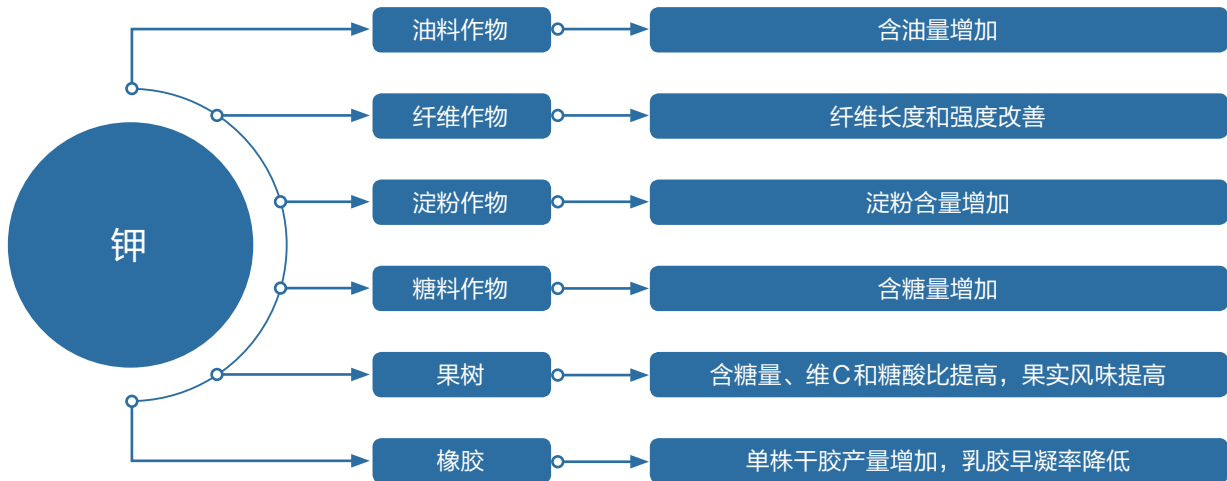 钾
油料作物
含油量增加
纤维作物
纤维长度和强度改善
淀粉作物
淀粉含量增加
糖料作物
含糖量增加
果树
含糖量、维C和糖酸比提高，果实风味提高
橡胶
单株干胶产量增加，乳胶早凝率降低